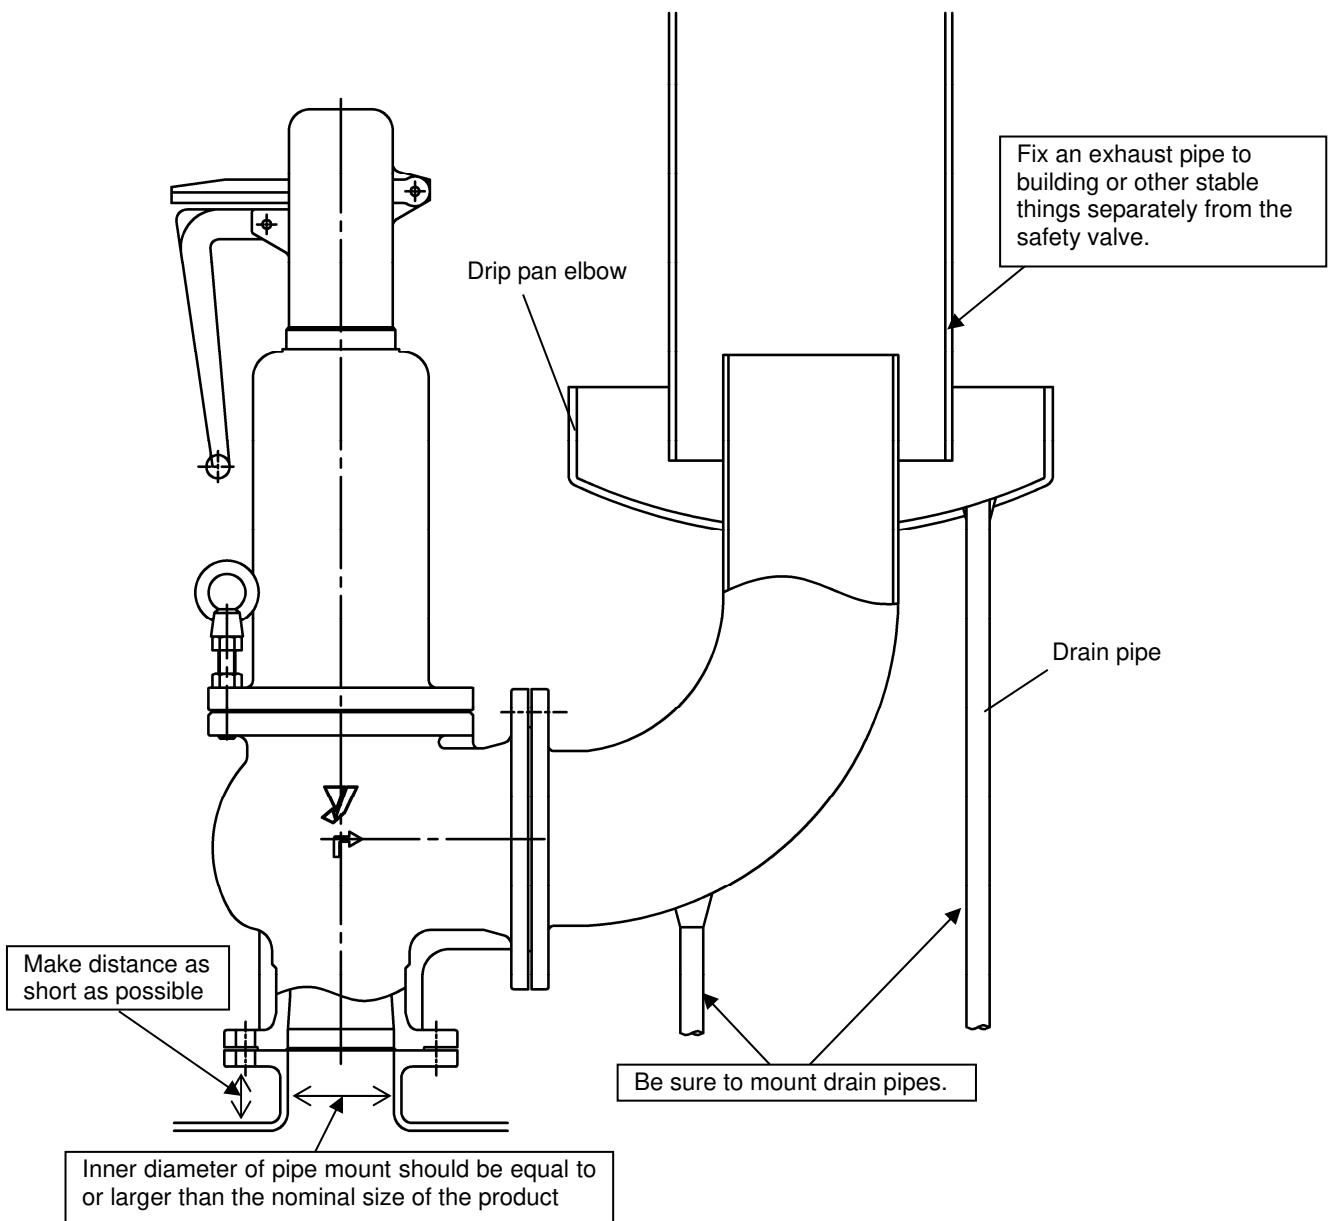 Fix an exhaust pipe to
building or other stable
things separately from the
safety valve.
Drip pan elbow
Drain pipe
Make distance as
short as possible
Be sure to mount drain pipes.
Inner diameter of pipe mount should be equal to
or larger than the nominal size of the product